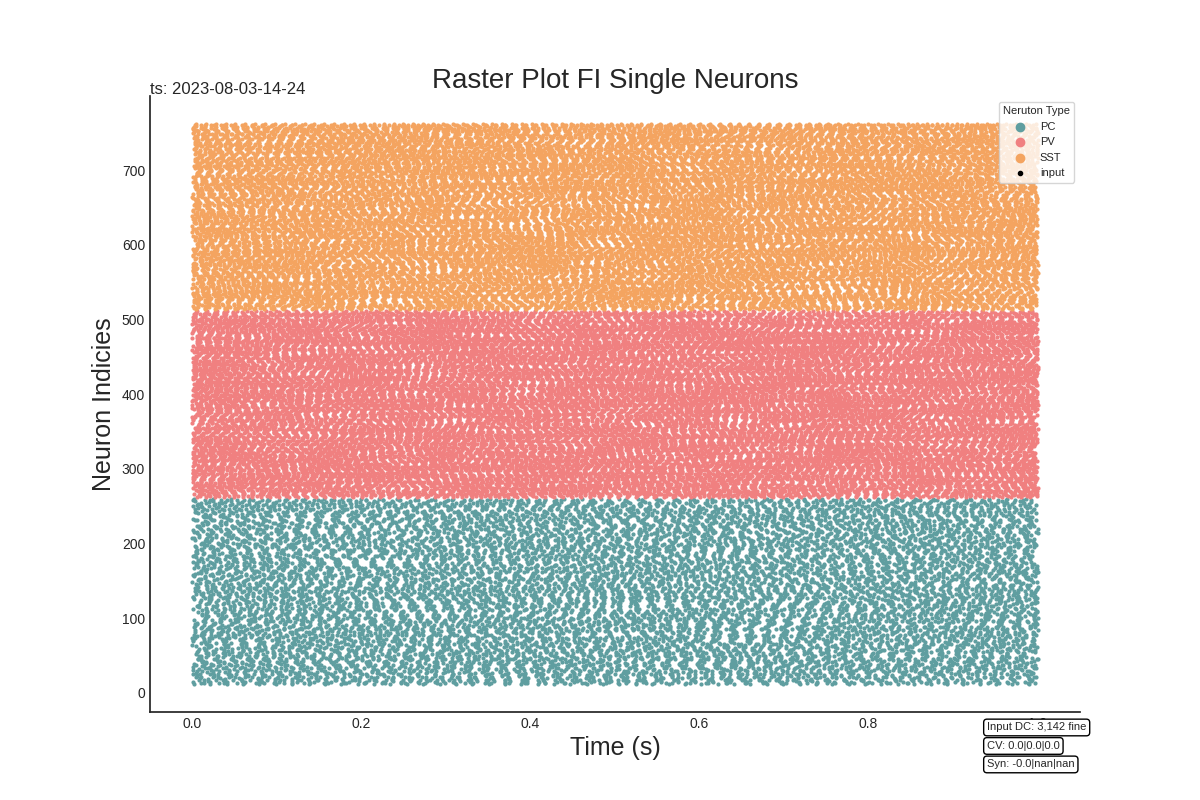 Raster Plot FI Single Neurons
ts: 2023-08-03-14-24
Neruton Type
PC
PV
SST
input
Neuron Indicies
700
600
500
400
300
200
100
0
0.0 0.2 0.4 0.6 0.8
Time (s)
Input DC: 3,142 fine
CV: 0.0|0.0|0.0
Syn: -0.0|nan|nan